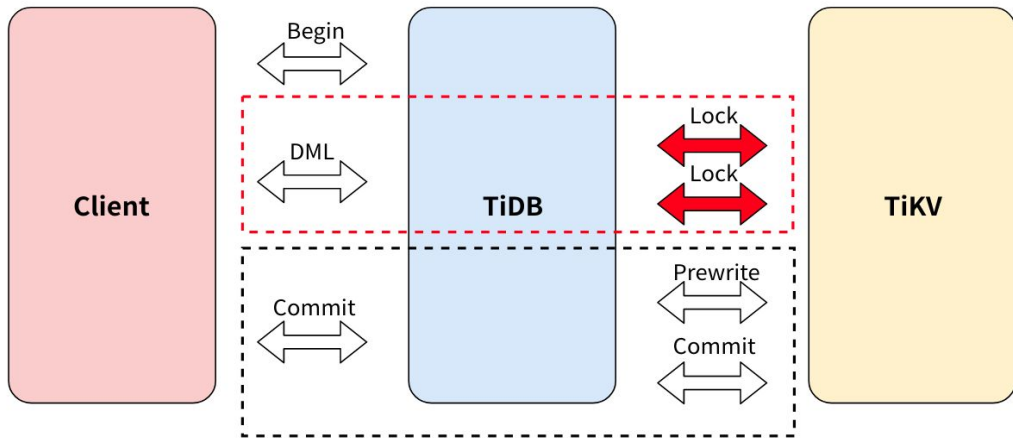 Begin
Lock
DML
Lock
Client
TiDB
TiKV
Prewrite
Commit
Commit